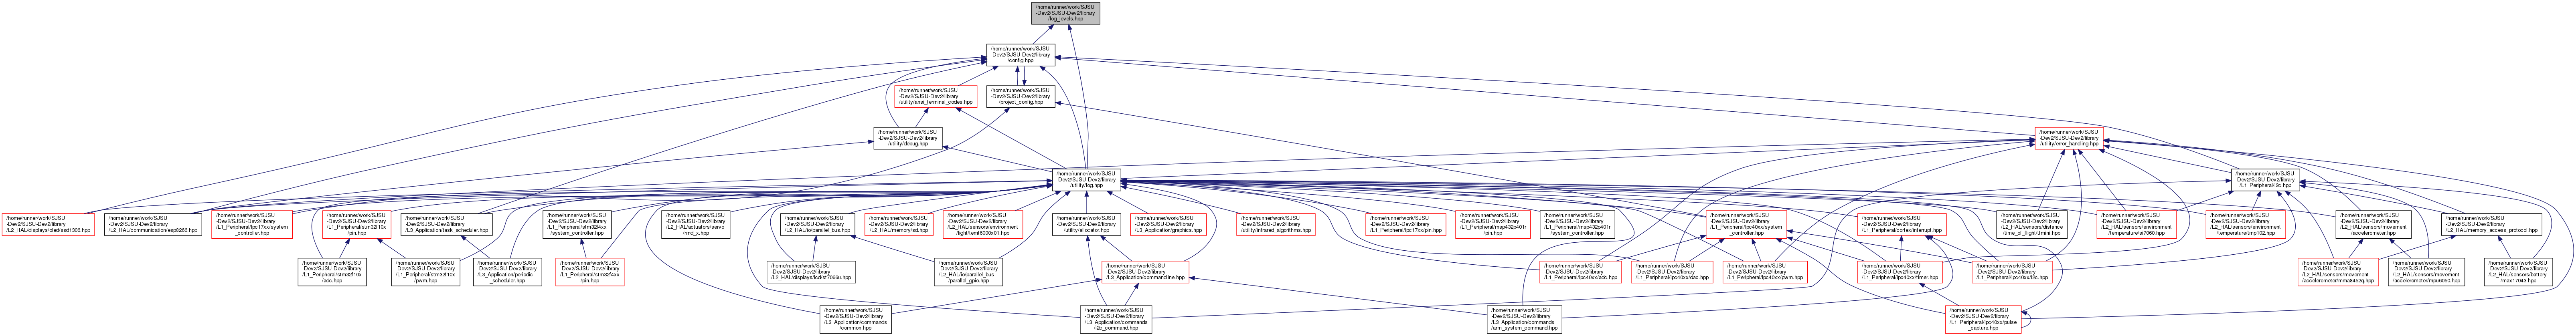 /home/runner/work/SJSU
-Dev2/SJSU-Dev2/library
/log_levels.hpp
/home/runner/work/SJSU
-Dev2/SJSU-Dev2/library
/config.hpp
/home/runner/work/SJSU
-Dev2/SJSU-Dev2/library
/utility/ansi_terminal_codes.hpp
/home/runner/work/SJSU
-Dev2/SJSU-Dev2/library
/project_config.hpp
/home/runner/work/SJSU
-Dev2/SJSU-Dev2/library
/utility/debug.hpp
/home/runner/work/SJSU
-Dev2/SJSU-Dev2/library
/utility/error_handling.hpp
/home/runner/work/SJSU
-Dev2/SJSU-Dev2/library
/utility/log.hpp
/home/runner/work/SJSU
-Dev2/SJSU-Dev2/library
/L1_Peripheral/i2c.hpp
/home/runner/work/SJSU
-Dev2/SJSU-Dev2/library
/L2_HAL/displays/oled/ssd1306.hpp
/home/runner/work/SJSU
-Dev2/SJSU-Dev2/library
/L2_HAL/communication/esp8266.hpp
/home/runner/work/SJSU
-Dev2/SJSU-Dev2/library
/L1_Peripheral/lpc17xx/system
_controller.hpp
/home/runner/work/SJSU
-Dev2/SJSU-Dev2/library
/L1_Peripheral/stm32f10x
/pin.hpp
/home/runner/work/SJSU
-Dev2/SJSU-Dev2/library
/L3_Application/task_scheduler.hpp
/home/runner/work/SJSU
-Dev2/SJSU-Dev2/library
/L1_Peripheral/stm32f4xx
/system_controller.hpp
/home/runner/work/SJSU
-Dev2/SJSU-Dev2/library
/L2_HAL/actuators/servo
/rmd_x.hpp
/home/runner/work/SJSU
-Dev2/SJSU-Dev2/library
/L2_HAL/io/parallel_bus.hpp
/home/runner/work/SJSU
-Dev2/SJSU-Dev2/library
/L2_HAL/memory/sd.hpp
/home/runner/work/SJSU
-Dev2/SJSU-Dev2/library
/L2_HAL/sensors/environment
/light/temt6000x01.hpp
/home/runner/work/SJSU
-Dev2/SJSU-Dev2/library
/utility/allocator.hpp
/home/runner/work/SJSU
-Dev2/SJSU-Dev2/library
/L3_Application/graphics.hpp
/home/runner/work/SJSU
-Dev2/SJSU-Dev2/library
/utility/infrared_algorithms.hpp
/home/runner/work/SJSU
-Dev2/SJSU-Dev2/library
/L1_Peripheral/lpc17xx/pin.hpp
/home/runner/work/SJSU
-Dev2/SJSU-Dev2/library
/L1_Peripheral/msp432p401r
/pin.hpp
/home/runner/work/SJSU
-Dev2/SJSU-Dev2/library
/L1_Peripheral/msp432p401r
/system_controller.hpp
/home/runner/work/SJSU
-Dev2/SJSU-Dev2/library
/L1_Peripheral/lpc40xx/system
_controller.hpp
/home/runner/work/SJSU
-Dev2/SJSU-Dev2/library
/L1_Peripheral/cortex/interrupt.hpp
/home/runner/work/SJSU
-Dev2/SJSU-Dev2/library
/L2_HAL/sensors/distance
/time_of_flight/tfmini.hpp
/home/runner/work/SJSU
-Dev2/SJSU-Dev2/library
/L2_HAL/sensors/environment
/temperature/si7060.hpp
/home/runner/work/SJSU
-Dev2/SJSU-Dev2/library
/L2_HAL/sensors/environment
/temperature/tmp102.hpp
/home/runner/work/SJSU
-Dev2/SJSU-Dev2/library
/L2_HAL/sensors/movement
/accelerometer.hpp
/home/runner/work/SJSU
-Dev2/SJSU-Dev2/library
/L2_HAL/memory_access_protocol.hpp
/home/runner/work/SJSU
-Dev2/SJSU-Dev2/library
/L1_Peripheral/stm32f10x
/adc.hpp
/home/runner/work/SJSU
-Dev2/SJSU-Dev2/library
/L1_Peripheral/stm32f10x
/pwm.hpp
/home/runner/work/SJSU
-Dev2/SJSU-Dev2/library
/L3_Application/periodic
_scheduler.hpp
/home/runner/work/SJSU
-Dev2/SJSU-Dev2/library
/L1_Peripheral/stm32f4xx
/pin.hpp
/home/runner/work/SJSU
-Dev2/SJSU-Dev2/library
/L2_HAL/displays/lcd/st7066u.hpp
/home/runner/work/SJSU
-Dev2/SJSU-Dev2/library
/L2_HAL/io/parallel_bus
/parallel_gpio.hpp
/home/runner/work/SJSU
-Dev2/SJSU-Dev2/library
/L3_Application/commandline.hpp
/home/runner/work/SJSU
-Dev2/SJSU-Dev2/library
/L1_Peripheral/lpc40xx/adc.hpp
/home/runner/work/SJSU
-Dev2/SJSU-Dev2/library
/L1_Peripheral/lpc40xx/dac.hpp
/home/runner/work/SJSU
-Dev2/SJSU-Dev2/library
/L1_Peripheral/lpc40xx/pwm.hpp
/home/runner/work/SJSU
-Dev2/SJSU-Dev2/library
/L1_Peripheral/lpc40xx/timer.hpp
/home/runner/work/SJSU
-Dev2/SJSU-Dev2/library
/L1_Peripheral/lpc40xx/i2c.hpp
/home/runner/work/SJSU
-Dev2/SJSU-Dev2/library
/L2_HAL/sensors/movement
/accelerometer/mma8452q.hpp
/home/runner/work/SJSU
-Dev2/SJSU-Dev2/library
/L2_HAL/sensors/movement
/accelerometer/mpu6050.hpp
/home/runner/work/SJSU
-Dev2/SJSU-Dev2/library
/L2_HAL/sensors/battery
/max17043.hpp
/home/runner/work/SJSU
-Dev2/SJSU-Dev2/library
/L3_Application/commands
/common.hpp
/home/runner/work/SJSU
-Dev2/SJSU-Dev2/library
/L3_Application/commands
/i2c_command.hpp
/home/runner/work/SJSU
-Dev2/SJSU-Dev2/library
/L3_Application/commands
/arm_system_command.hpp
/home/runner/work/SJSU
-Dev2/SJSU-Dev2/library
/L1_Peripheral/lpc40xx/pulse
_capture.hpp